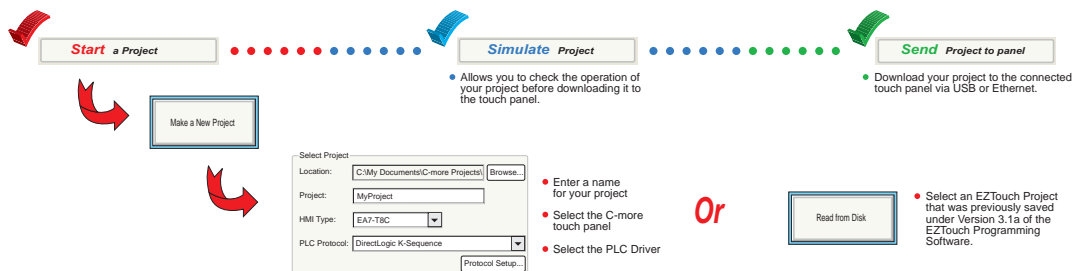 Start a Project
Simulate Project
Send Project to panel
• Allows you to check the operation of
your project before downloading it to
the touch panel.
• Download your project to the connected
touch panel via USB or Ethernet.
Make a New Project
Select Project
Location: C:\My Documents\C-more Projects\ Browse...
Project: MyProject
HMI Type: EA7-T8C
PLC Protocol: DirectLogic K-Sequence
Protocol Setup...
• Enter a name
for your project
• Select the C-more
touch panel
• Select the PLC Driver
Or
Read from Disk
• Select an EZTouch Project
that was previously saved
under Version 3.1a of the
EZTouch Programming
Software.